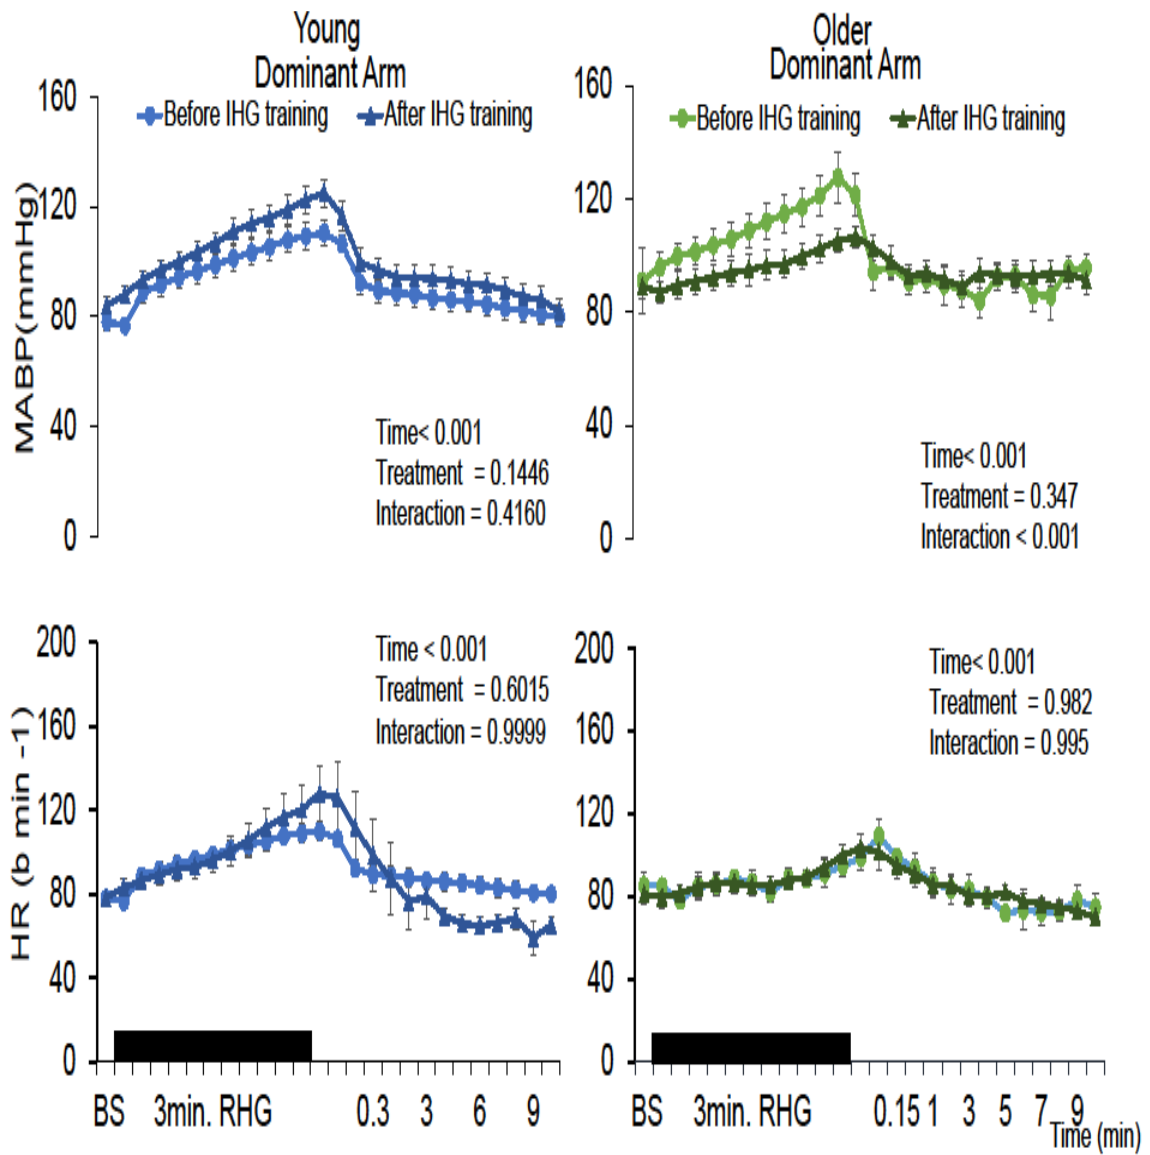 Young
Dominant Arm
Older
Dominant Arm
160
Before IHG training
After IHG training
120
80
40
0
MABP(mmHg)
Time< 0.001
Treatment = 0.1446
Interaction = 0.4160
160
Before IHG training
After IHG training
120
80
40
0
Time< 0.001
Treatment = 0.347
Interaction < 0.001
200
160
120
80
40
0
HR (b min -1)
Time < 0.001
Treatment = 0.6015
Interaction = 0.9999
BS 3min. RHG 0.3 3 6 9
200
160
120
80
40
0
Time< 0.001
Treatment = 0.982
Interaction = 0.995
BS 3min. RHG 0.15 1 3 5 7 9
Time (min)